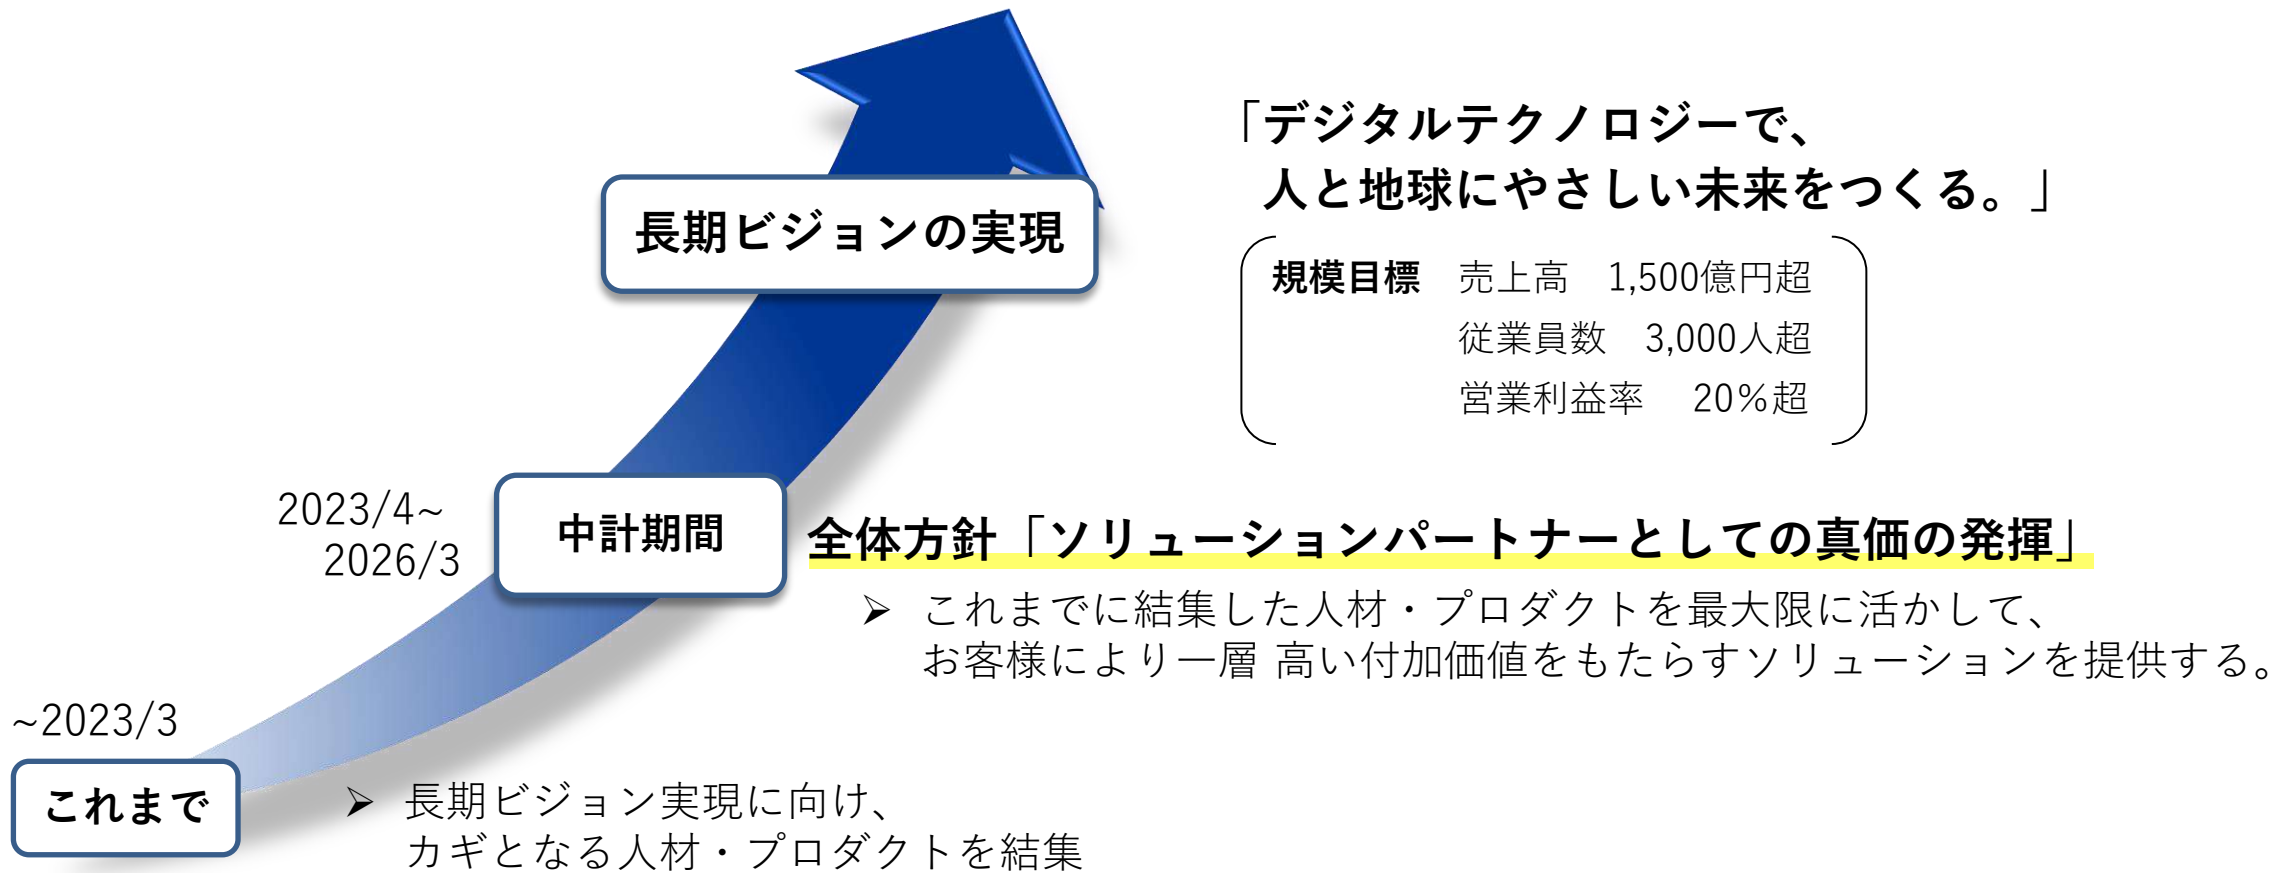 「デジタルテクノロジーで、
人と地球にやさしい未来をつくる。」
長期ビジョンの実現
規模目標 売上高 1,500億円超
従業員数 3,000人超
営業利益率 20%超
2023/4~
2026/3
中計期間
全体方針「ソリューションパートナーとしての真価の発揮」
➢ これまでに結集した人材・プロダクトを最大限に活かして、
お客様により一層 高い付加価値をもたらすソリューションを提供する。
~2023/3
これまで
➢ 長期ビジョン実現に向け、
カギとなる人材・プロダクトを結集